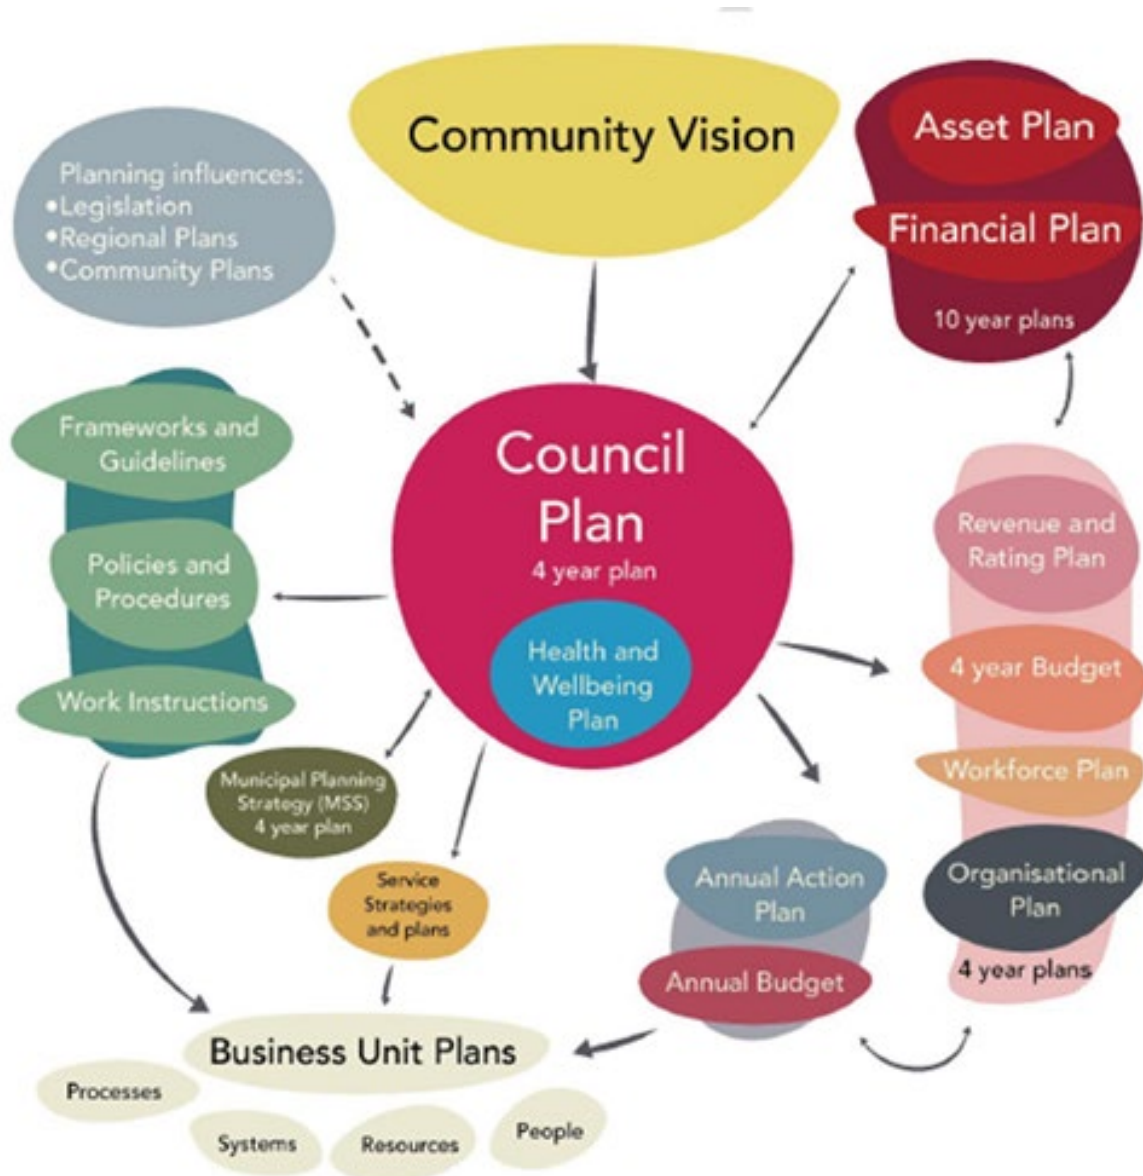 Community Vision
Asset Plan
Financial Plan
10 year plans
Planning influences:
•Legislation
•Regional Plans
•Community Plans
Frameworks and
Guidelines
Policies and
Procedures
Work Instructions
Council
Plan
4 year plan
Health and
Wellbeing
Plan
Revenue and
Rating Plan
4 year Budget
Workforce Plan
Organisational
Plan
4 year plans
Municipal Planning
Strategy (MSS)
4 year plan
Service
Strategies
and plans
Annual Action
Plan
Annual Budget
Business Unit Plans
Processes
Systems
Resources
People